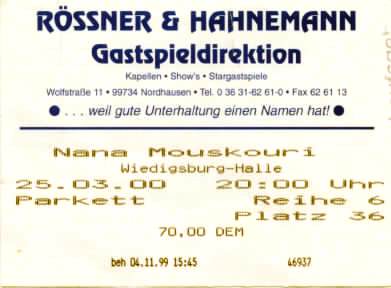 RÖSSNER & HAHNEMANN
Gastspieldirektion
Kapellen • Show's • Stargastspiele
Wolfstraße 11 • 99734 Nordhausen • Tel. 0 36 31-62 61-0 • Fax 62 61 13
● . . . weil gute Unterhaltung einen Namen hat! ●
Nana Mouskouri
Wiedigsburg-Halle
25.03.00 20:00 Uhr
Parkett Reihe 6
Platz 36
70,00 DEM
beh 04.11.99 15:45 46937